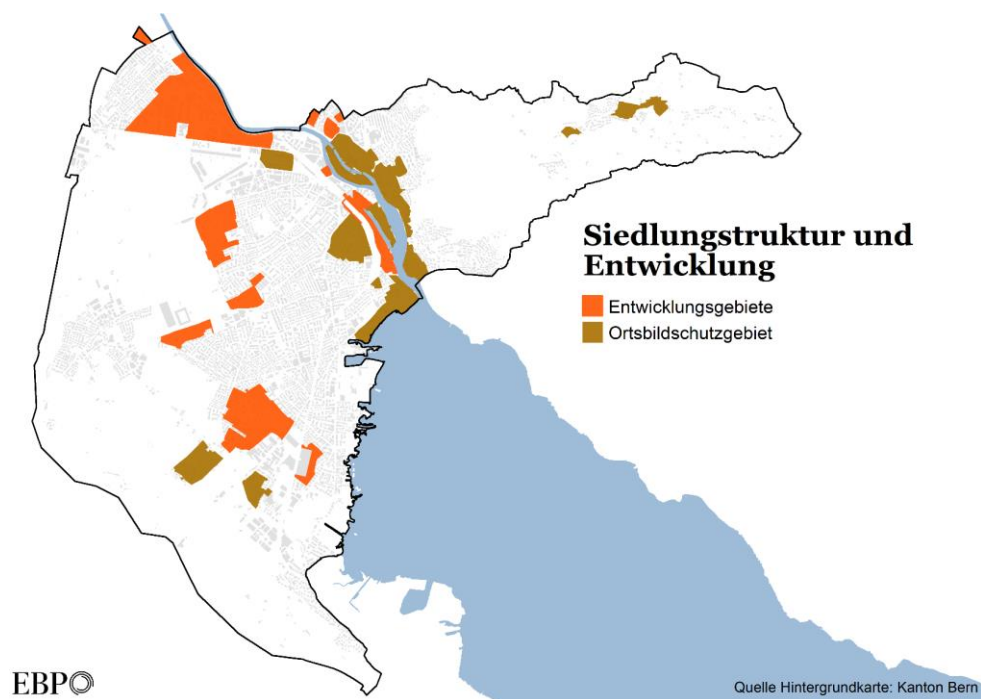 Siedlungstruktur und
Entwicklung
Entwicklungsgebiete
Ortsbildschutzgebiet
EBP
Quelle Hintergrundkarte: Kanton Bern